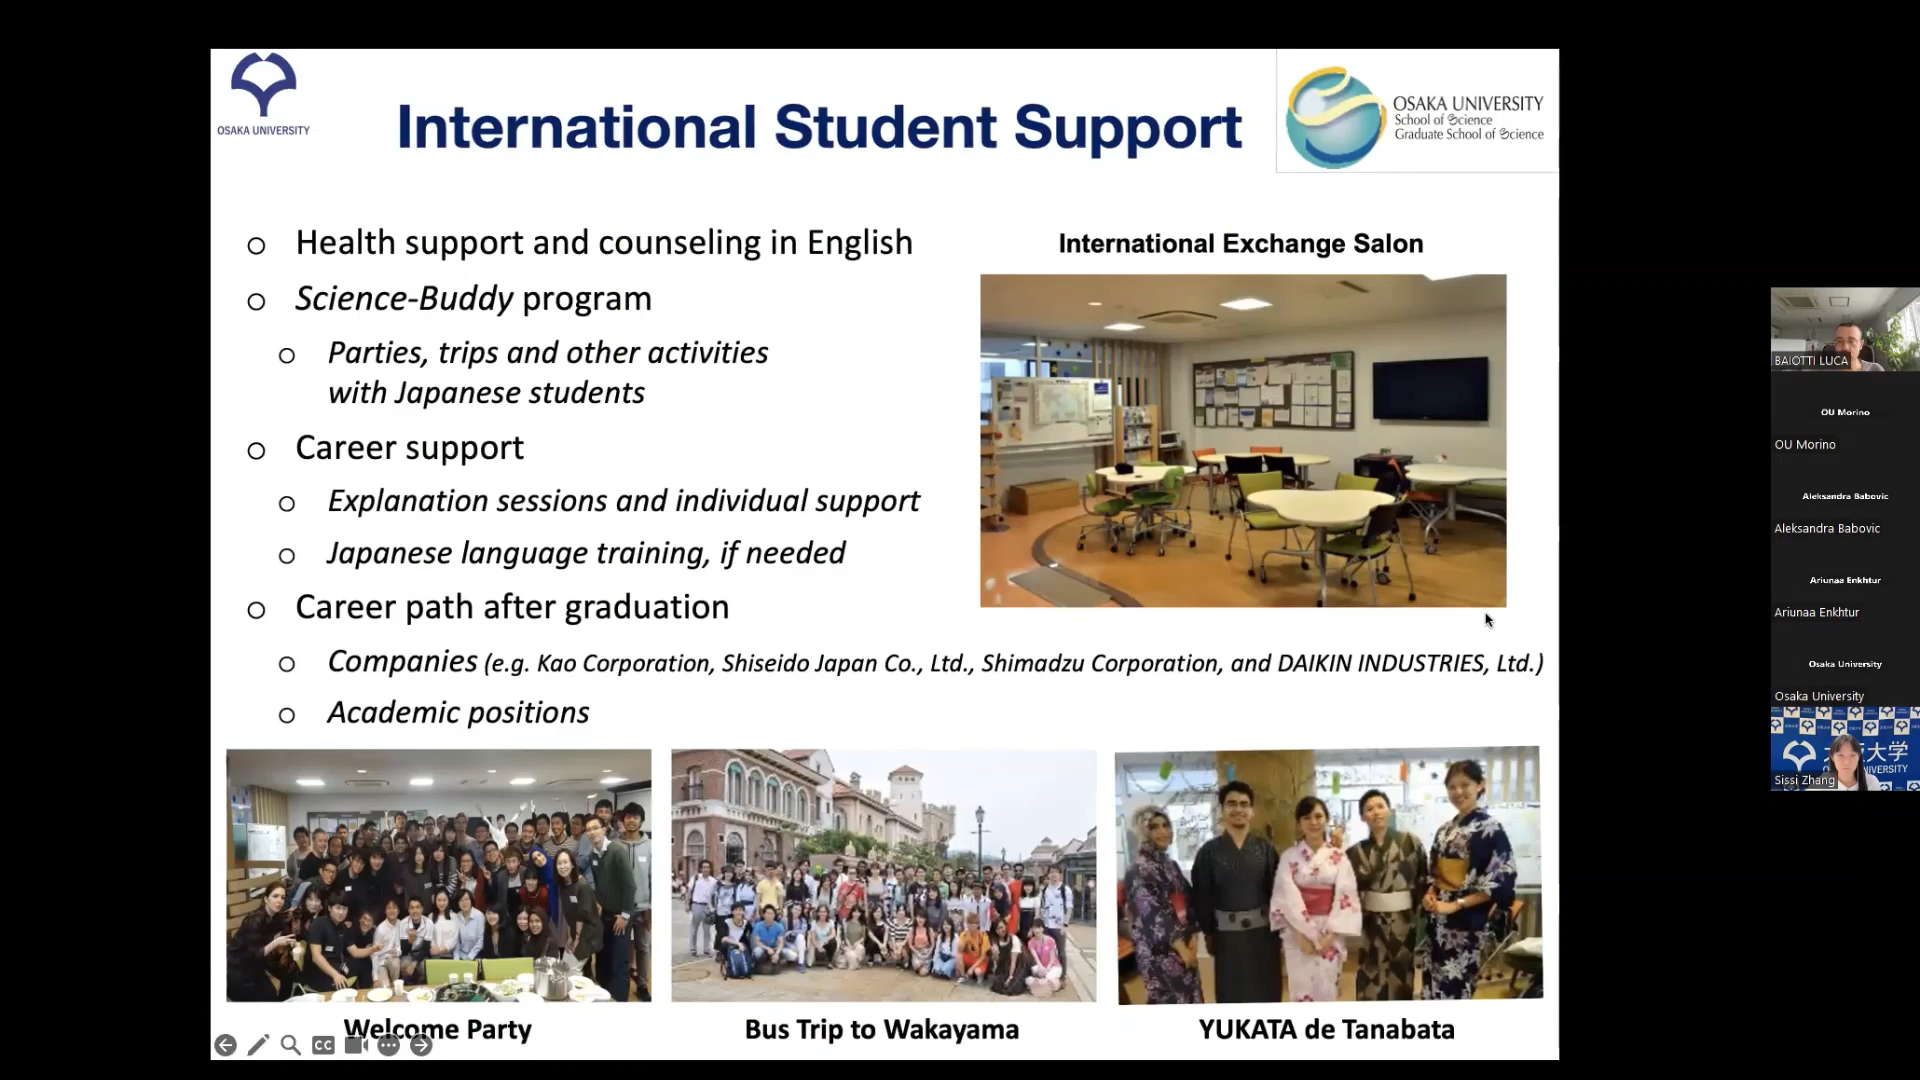 OSAKA UNIVERSITY
International Student Support
OSAKA UNIVERSITY
School of Science
Graduate School of Science
Health support and counseling in English
Science-Buddy program
Parties, trips and other activities
with Japanese students
Career support
Explanation sessions and individual support
Japanese language training, if needed
Career path after graduation
Companies (e.g. Kao Corporation, Shiseido Japan Co., Ltd., Shimadzu Corporation, and DAIKIN INDUSTRIES, Ltd.)
Academic positions
International Exchange Salon
Welcome Party
Bus Trip to Wakayama
YUKATA de Tanabata
CC
BAIOTTI LUCA
OU Morino
OU Morino
Aleksandra Babovic
Aleksandra Babovic
Ariunaa Enkhtur
Ariunaa Enkhtur
Osaka University
Osaka University
大学
Sissi Zhang